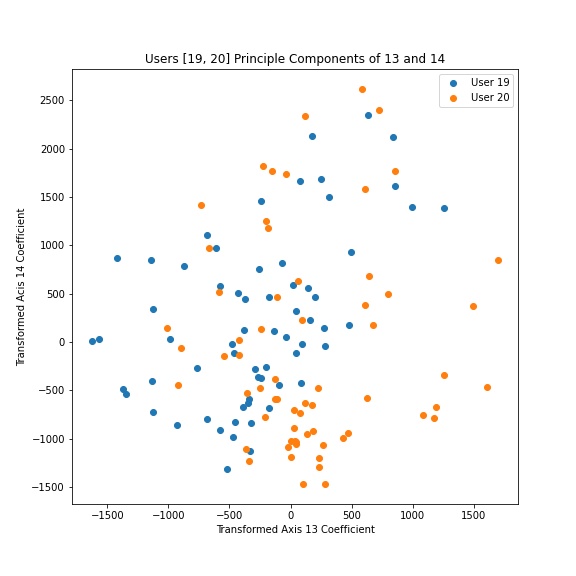 Users [19, 20] Principle Components of 13 and 14
User 19
User 20
Transformed Acis 14 Coefficient
2500
2000
1500
1000
500
0
−500
−1000
−1500
−1500 −1000 −500 0 500 1000 1500
Transformed Axis 13 Coefficient